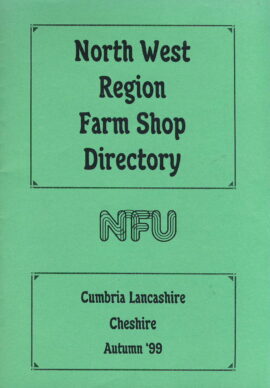 North West
Region
Farm Shop
Directory
NFU
Cumbria Lancashire
Cheshire
Autumn '99